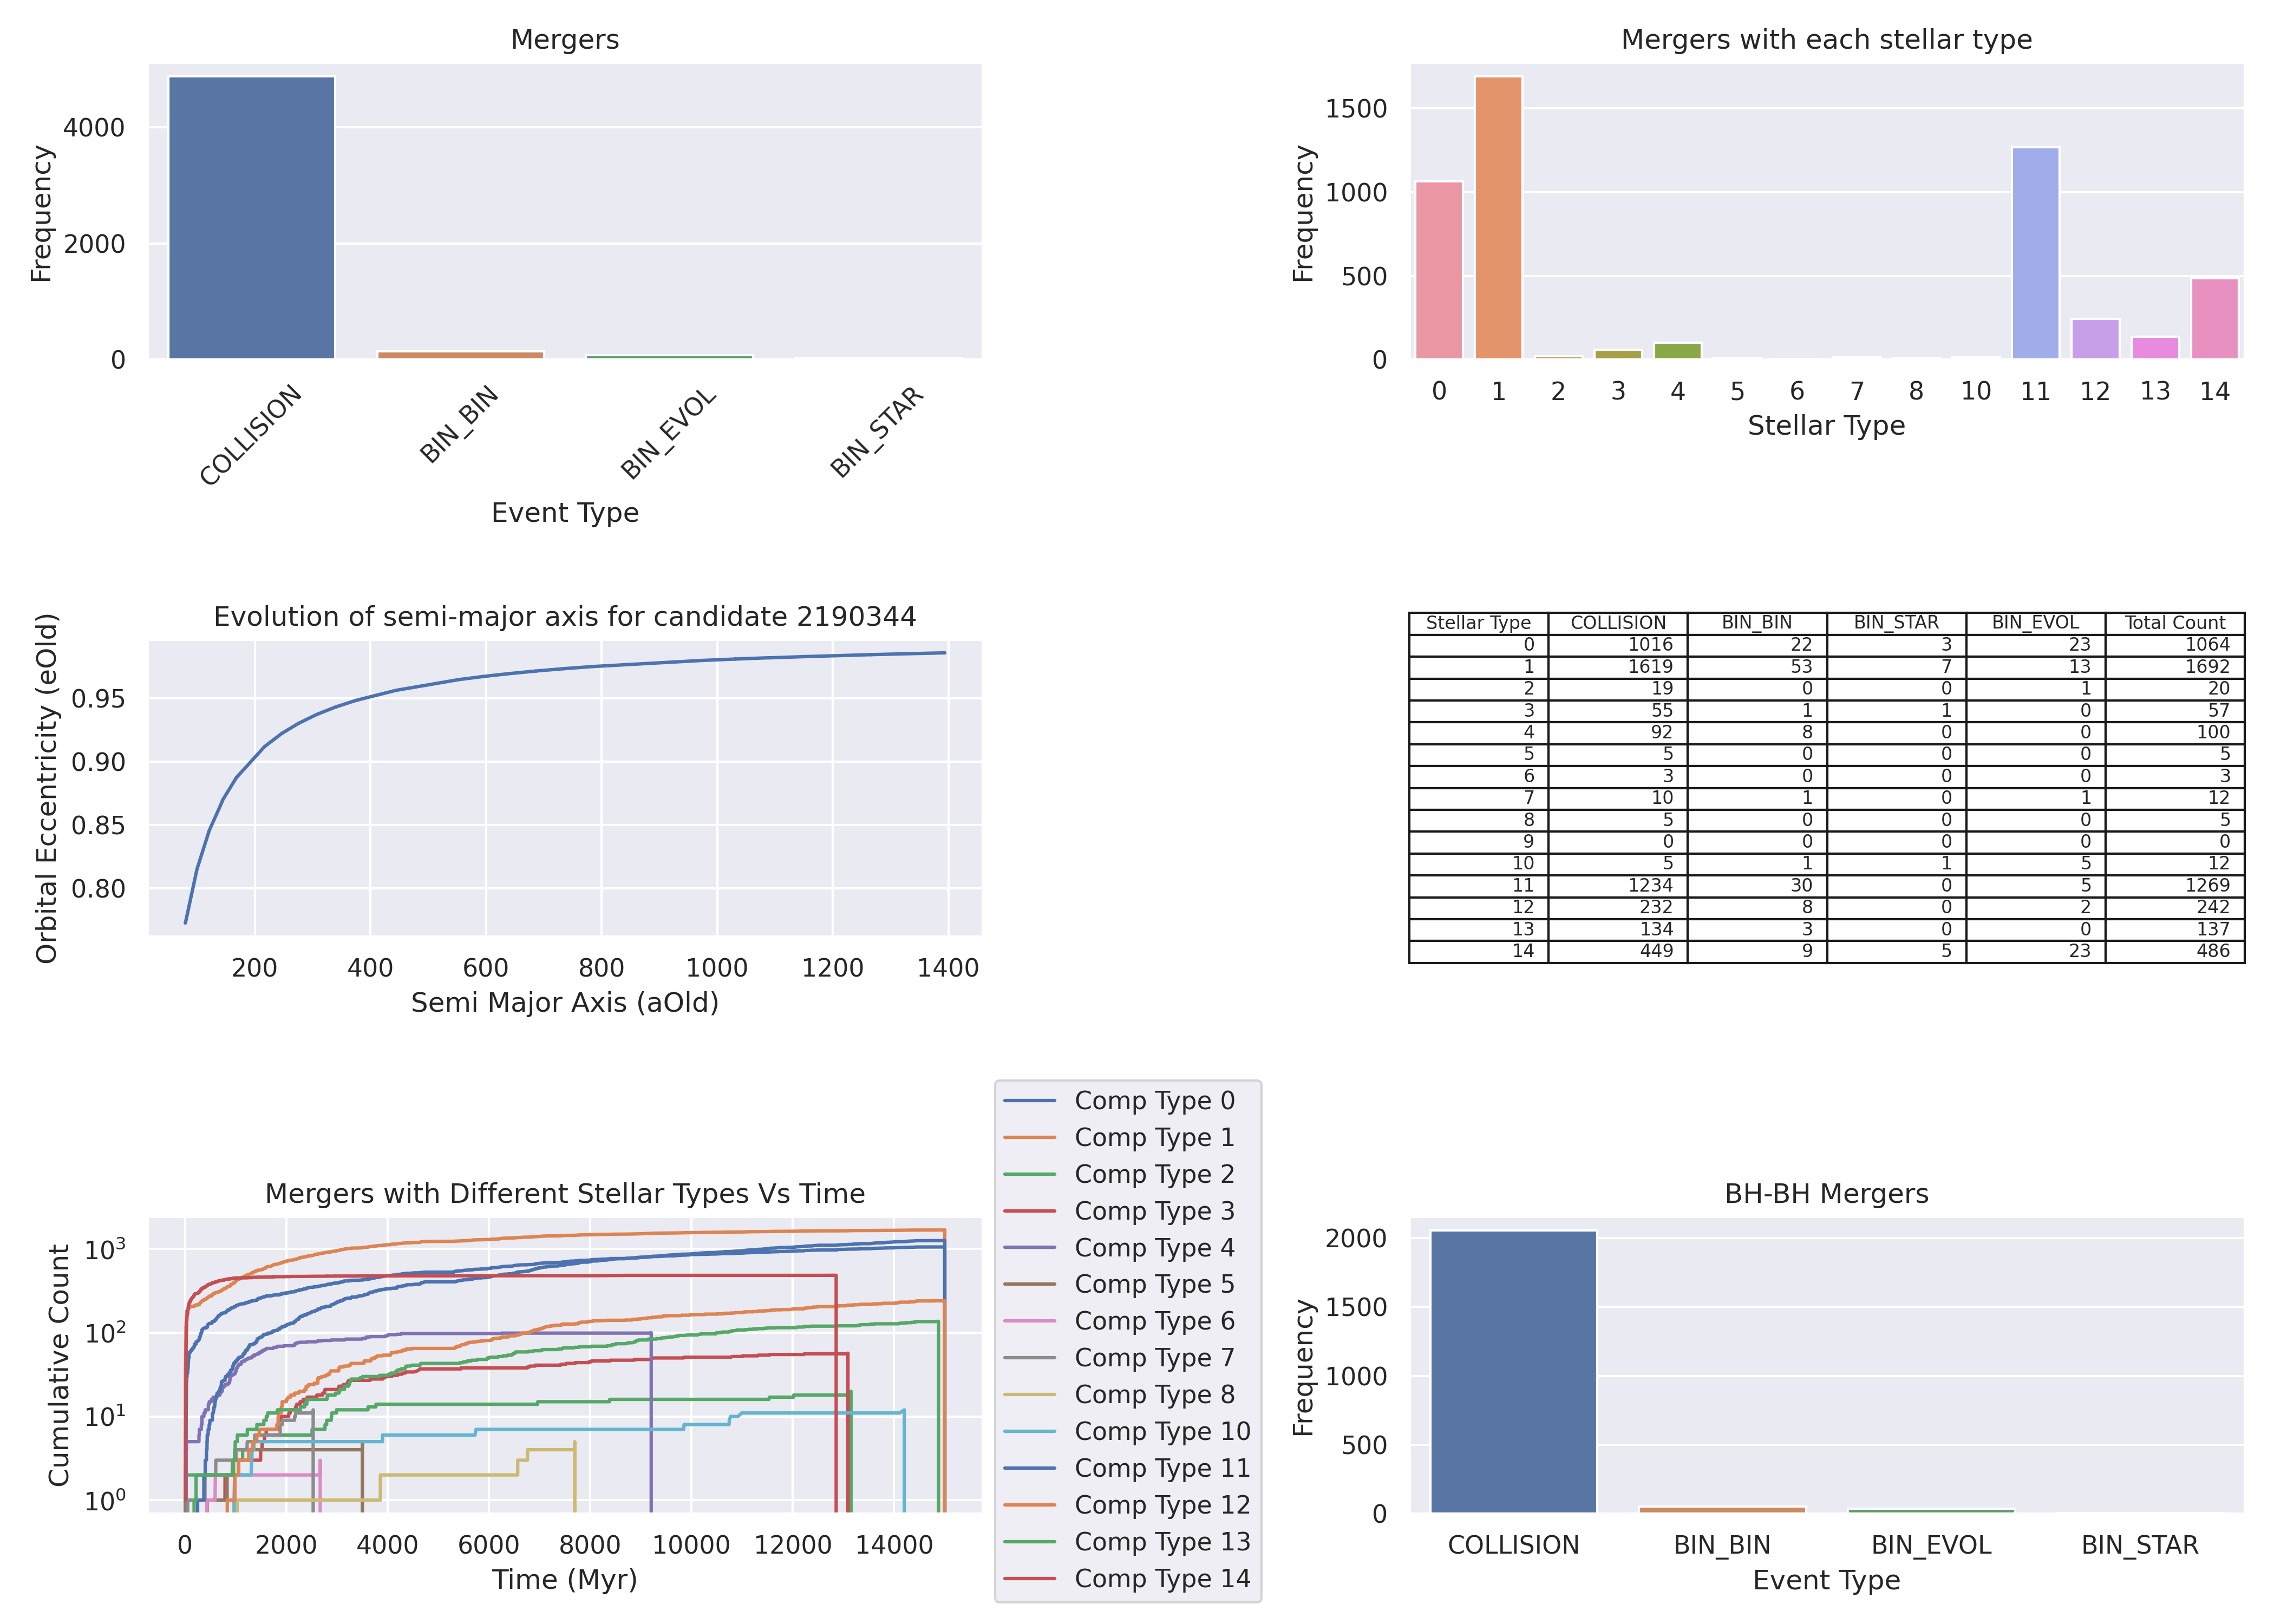 Mergers
Frequency
4000
2000
0
COLLISION
BIN_BIN
BIN_EVOL
BIN_STAR
Event Type
Mergers with each stellar type
Frequency
1500
1000
500
0
0 1 2 3 4 5 6 7 8 10 11 12 13 14
Stellar Type
Evolution of semi-major axis for candidate 2190344
Orbital Eccentricity (eOld)
0.95
0.90
0.85
0.80
200 400 600 800 1000 1200 1400
Semi Major Axis (aOld)
Stellar Type COLLISION BIN_BIN BIN_STAR BIN_EVOL Total Count
0 1016 22 3 23 1064
1 1619 53 7 13 1692
2 19 0 0 1 20
3 55 1 1 0 57
4 92 8 0 0 100
5 5 0 0 0 5
6 3 0 0 0 3
7 10 1 0 1 12
8 5 0 0 0 5
9 0 0 0 0 0
10 5 1 1 5 12
11 1234 30 0 5 1269
12 232 8 0 2 242
13 134 3 0 0 137
14 449 9 5 23 486
Mergers with Different Stellar Types Vs Time
Cumulative Count
10³
10²
10¹
10⁰
0 2000 4000 6000 8000 10000 12000 14000
Time (Myr)
Comp Type 0
Comp Type 1
Comp Type 2
Comp Type 3
Comp Type 4
Comp Type 5
Comp Type 6
Comp Type 7
Comp Type 8
Comp Type 10
Comp Type 11
Comp Type 12
Comp Type 13
Comp Type 14
BH-BH Mergers
Frequency
2000
1500
1000
500
0
COLLISION BIN_BIN BIN_EVOL BIN_STAR
Event Type